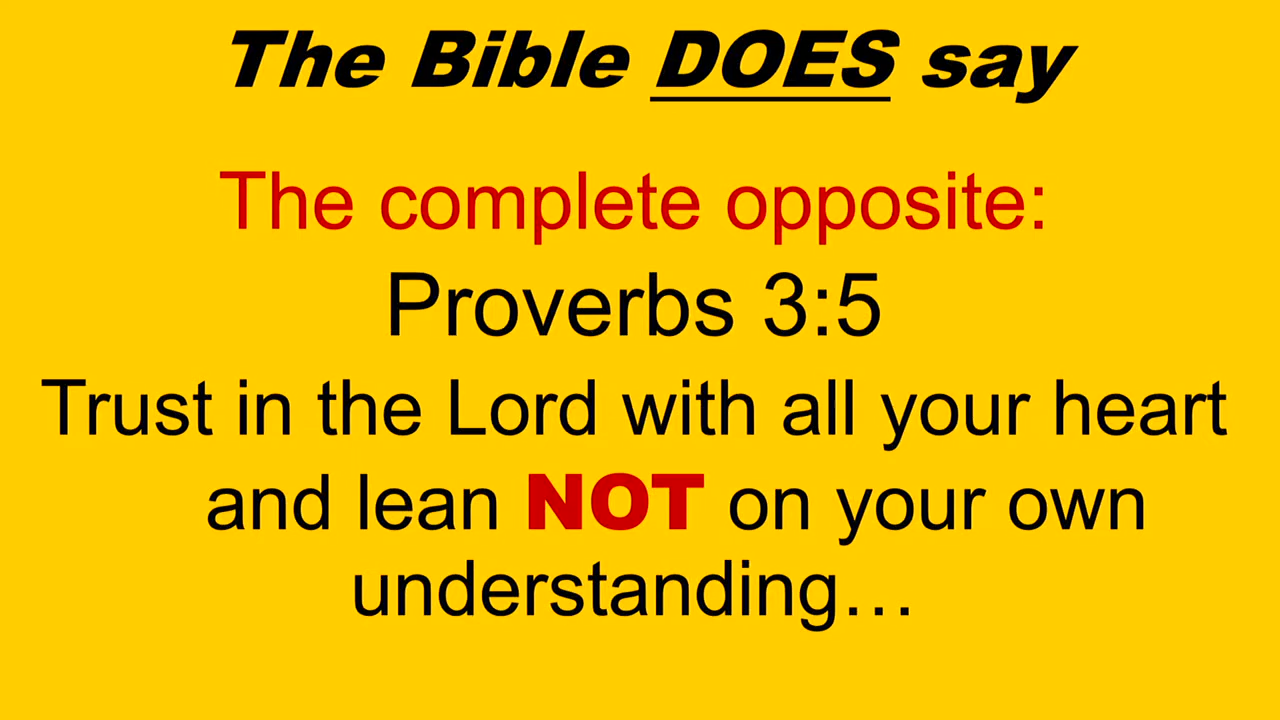 The Bible DOES say
The complete opposite:
Proverbs 3:5
Trust in the Lord with all your heart
and lean NOT on your own
understanding…